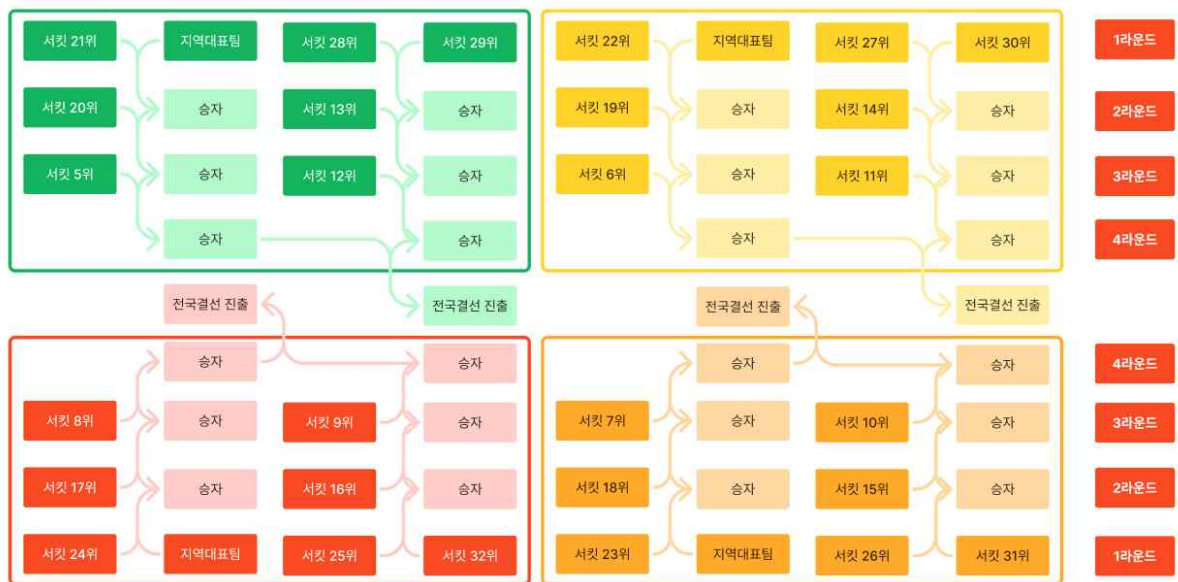 서킷 21위 지역대표팀 서킷 28위 서킷 29위 서킷 22위 지역대표팀 서킷 27위 서킷 30위 1라운드
서킷 20위 승자 서킷 13위 승자 서킷 19위 승자 서킷 14위 승자 2라운드
서킷 5위 승자 서킷 12위 승자 서킷 6위 승자 서킷 11위 승자 3라운드
승자 승자 승자 승자 4라운드
전국결선 진출 전국결선 진출 전국결선 진출 전국결선 진출
승자 승자 승자 승자 4라운드
서킷 8위 승자 서킷 9위 승자 서킷 7위 승자 서킷 10위 승자 3라운드
서킷 17위 승자 서킷 16위 승자 서킷 18위 승자 서킷 15위 승자 2라운드
서킷 24위 지역대표팀 서킷 25위 서킷 32위 서킷 23위 지역대표팀 서킷 26위 서킷 31위 1라운드